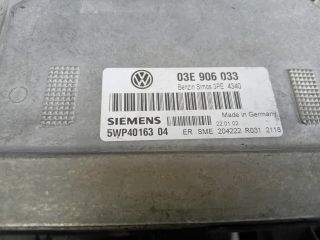 03E 906 033
Benzin Simos 3PE 4340
Made in Germany
SIEMENS
22.01.03
5WP40163 04 ER SME 204222 R031 2118